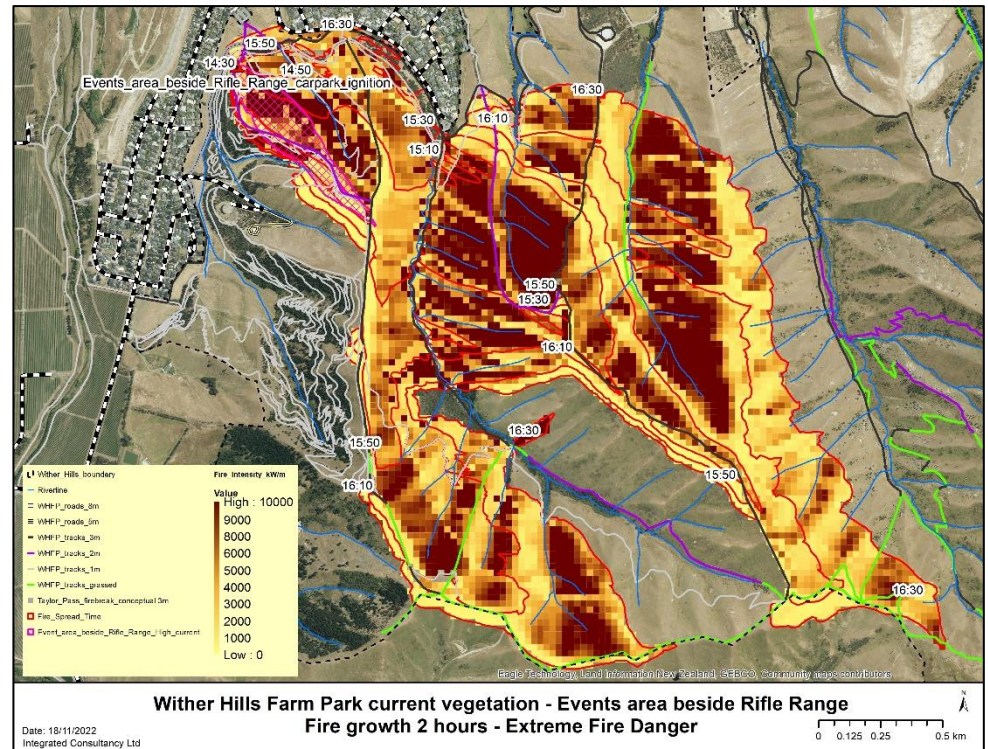 16:30
15:50
14:30
14:50
Events_area_beside_Rifle_Range_carpark_ignition
16:30
16:10
15:30
15:10
15:50
15:30
16:10
16:30
15:50
15:50
16:10
16:30
Wither_Hills_boundary
Riverline
WHFP_roads_8m
WHFP_roads_5m
WHFP_tracks_3m
WHFP_tracks_2m
WHFP_tracks_1m
WHFP_tracks_grassed
Taylor_Pass_firebreak_conceptual 3m
Fire_Spread_Time
Event_area_beside_Rifle_Range_High_current
Fire_Intensity_kW/m
Value
High : 10000
9000
8000
7000
6000
5000
4000
3000
2000
1000
Low : 0
Eagle Technology, Land Information New Zealand, GEBCO, Community maps contributors
Wither Hills Farm Park current vegetation - Events area beside Rifle Range
Fire growth 2 hours - Extreme Fire Danger
Date: 18/11/2022
Integrated Consultancy Ltd
N
0 0.125 0.25 0.5 km